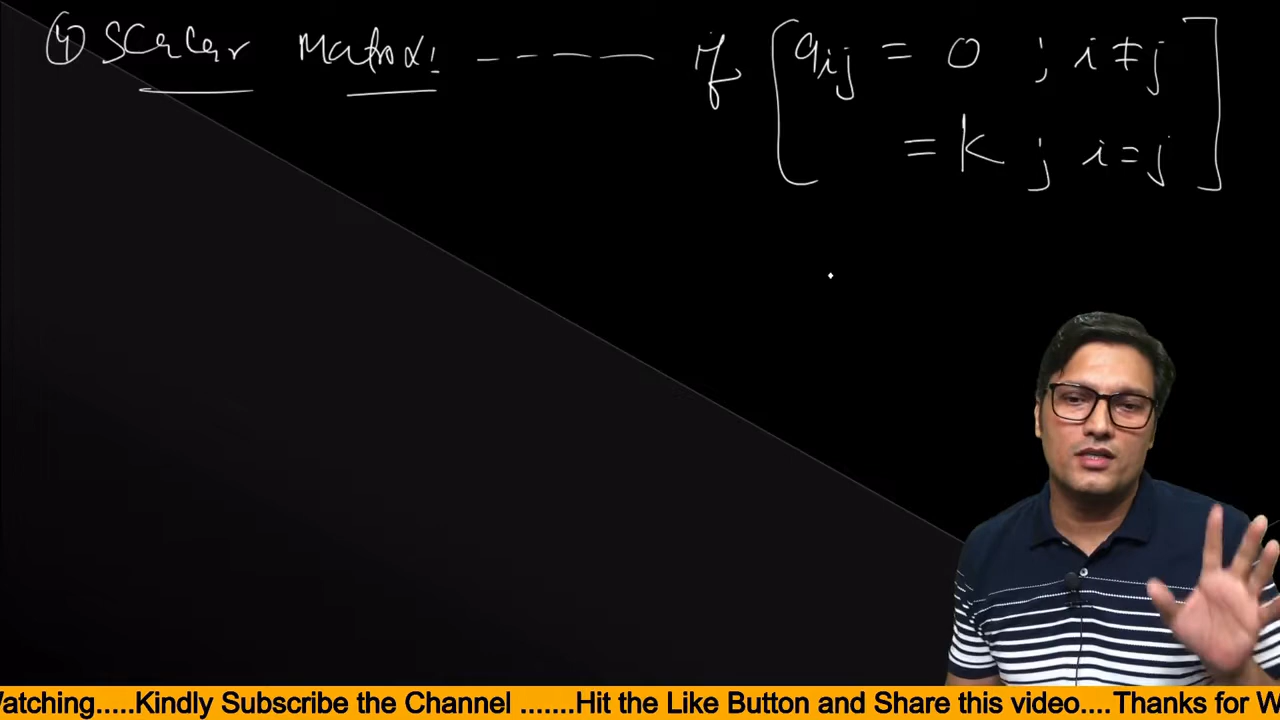 ④ Scalar Matrix: ------ if [ aij = 0 ; i ≠ j
= k ; i = j ]
Watching.....Kindly Subscribe the Channel .......Hit the Like Button and Share this video....Thanks for W